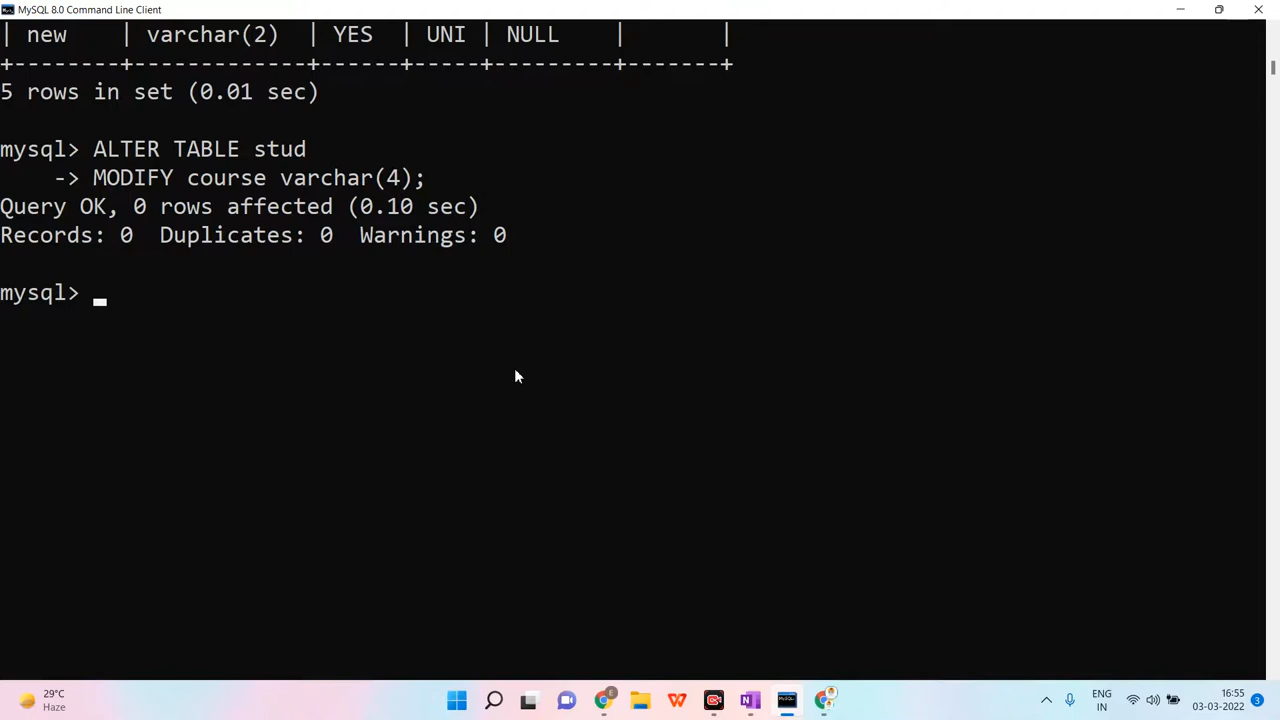 MySQL 8.0 Command Line Client
| new | varchar(2) | YES | UNI | NULL | |
+--------+-------------+------+-----+---------+-------+
5 rows in set (0.01 sec)
mysql> ALTER TABLE stud
-> MODIFY course varchar(4);
Query OK, 0 rows affected (0.10 sec)
Records: 0 Duplicates: 0 Warnings: 0
mysql>
29°C
Haze
E
W
N
ENG
IN
16:55
03-03-2022
3